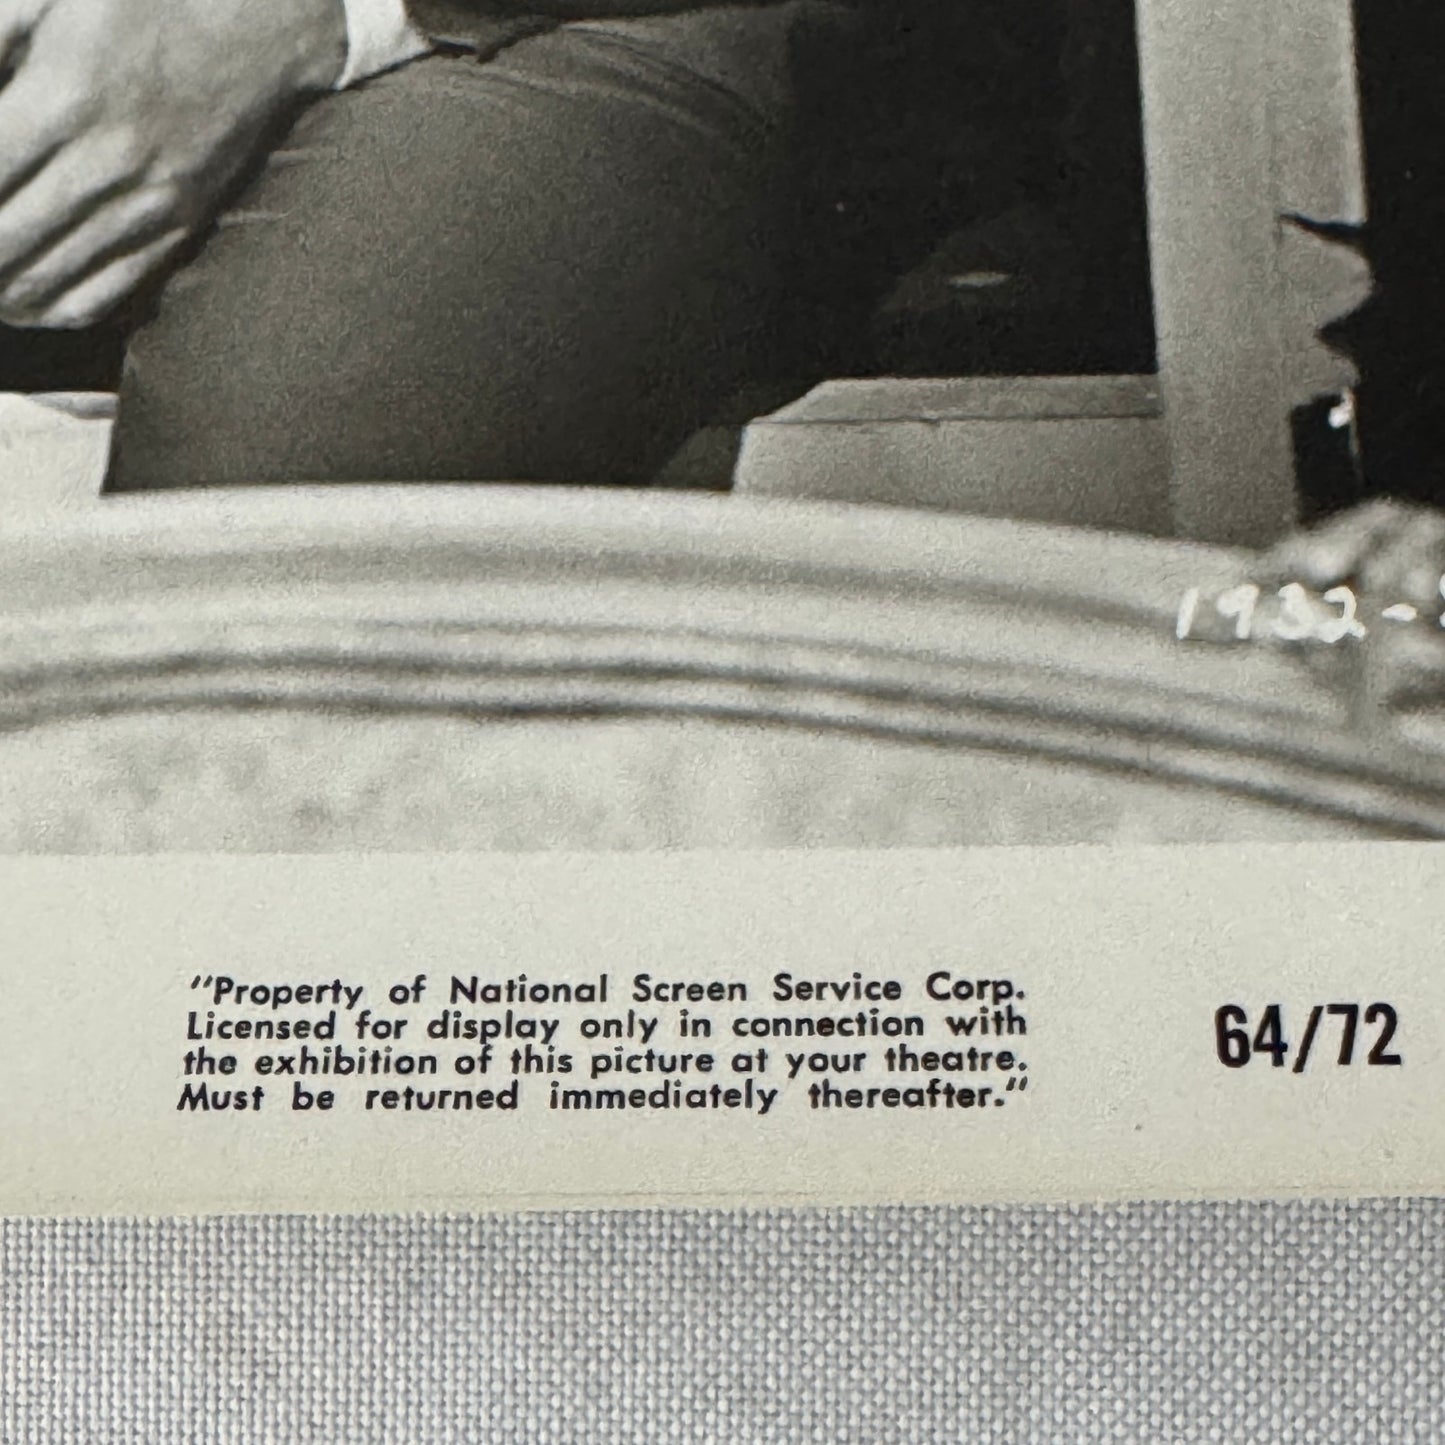 1932-
"Property of National Screen Service Corp.
Licensed for display only in connection with
the exhibition of this picture at your theatre.
Must be returned immediately thereafter."
64/72